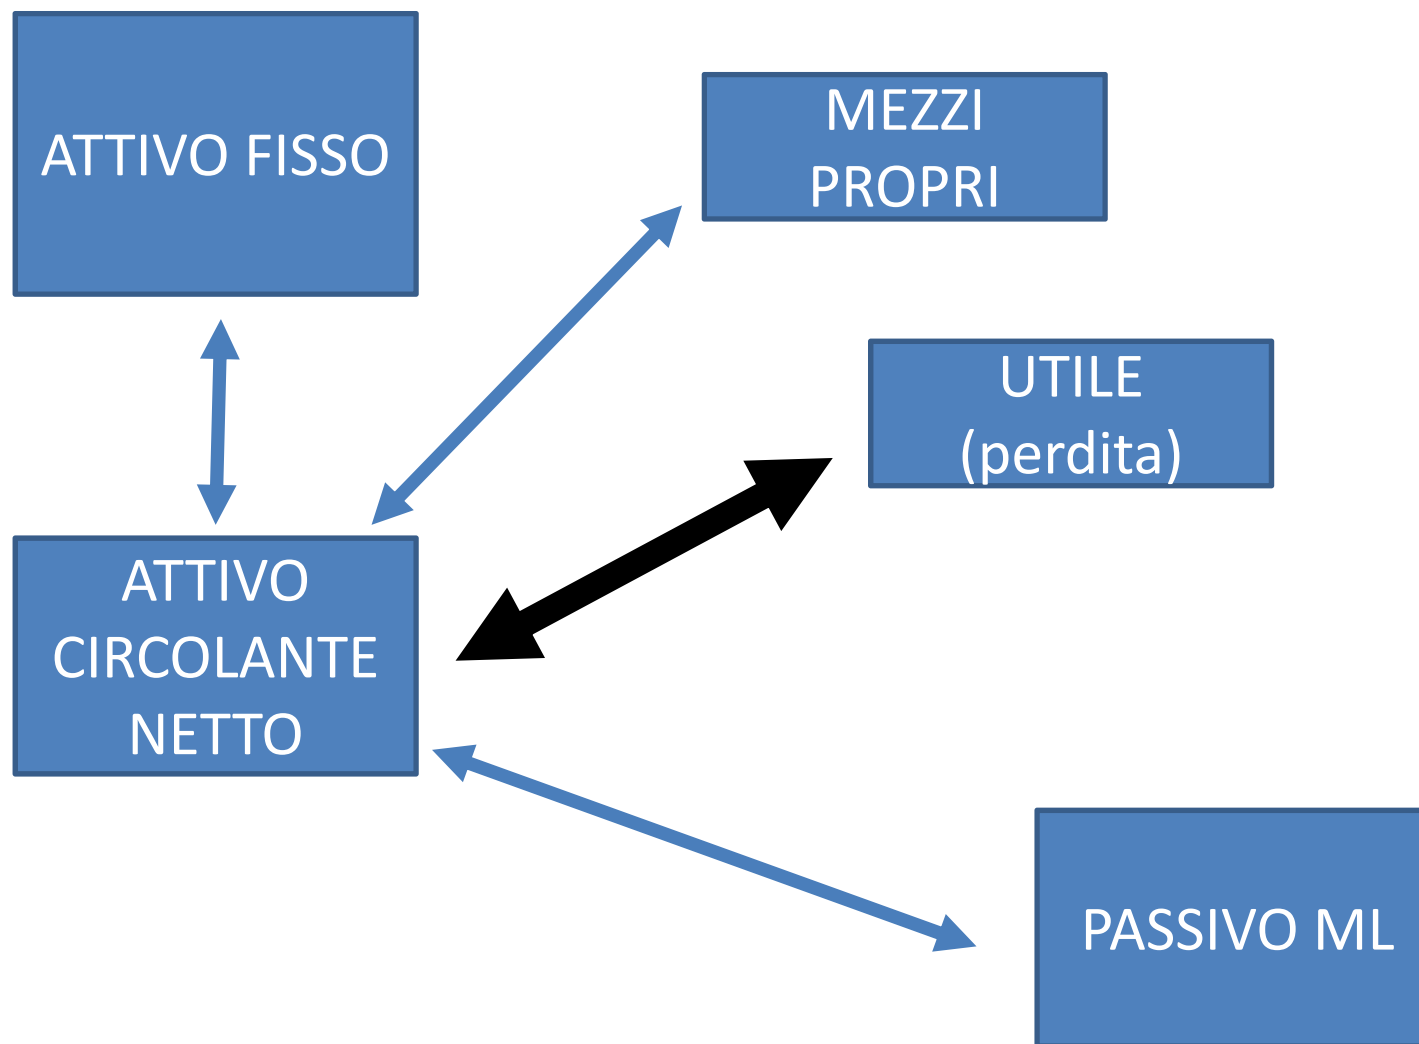 ATTIVO FISSO
MEZZI
PROPRI
UTILE
(perdita)
ATTIVO
CIRCOLANTE
NETTO
PASSIVO ML